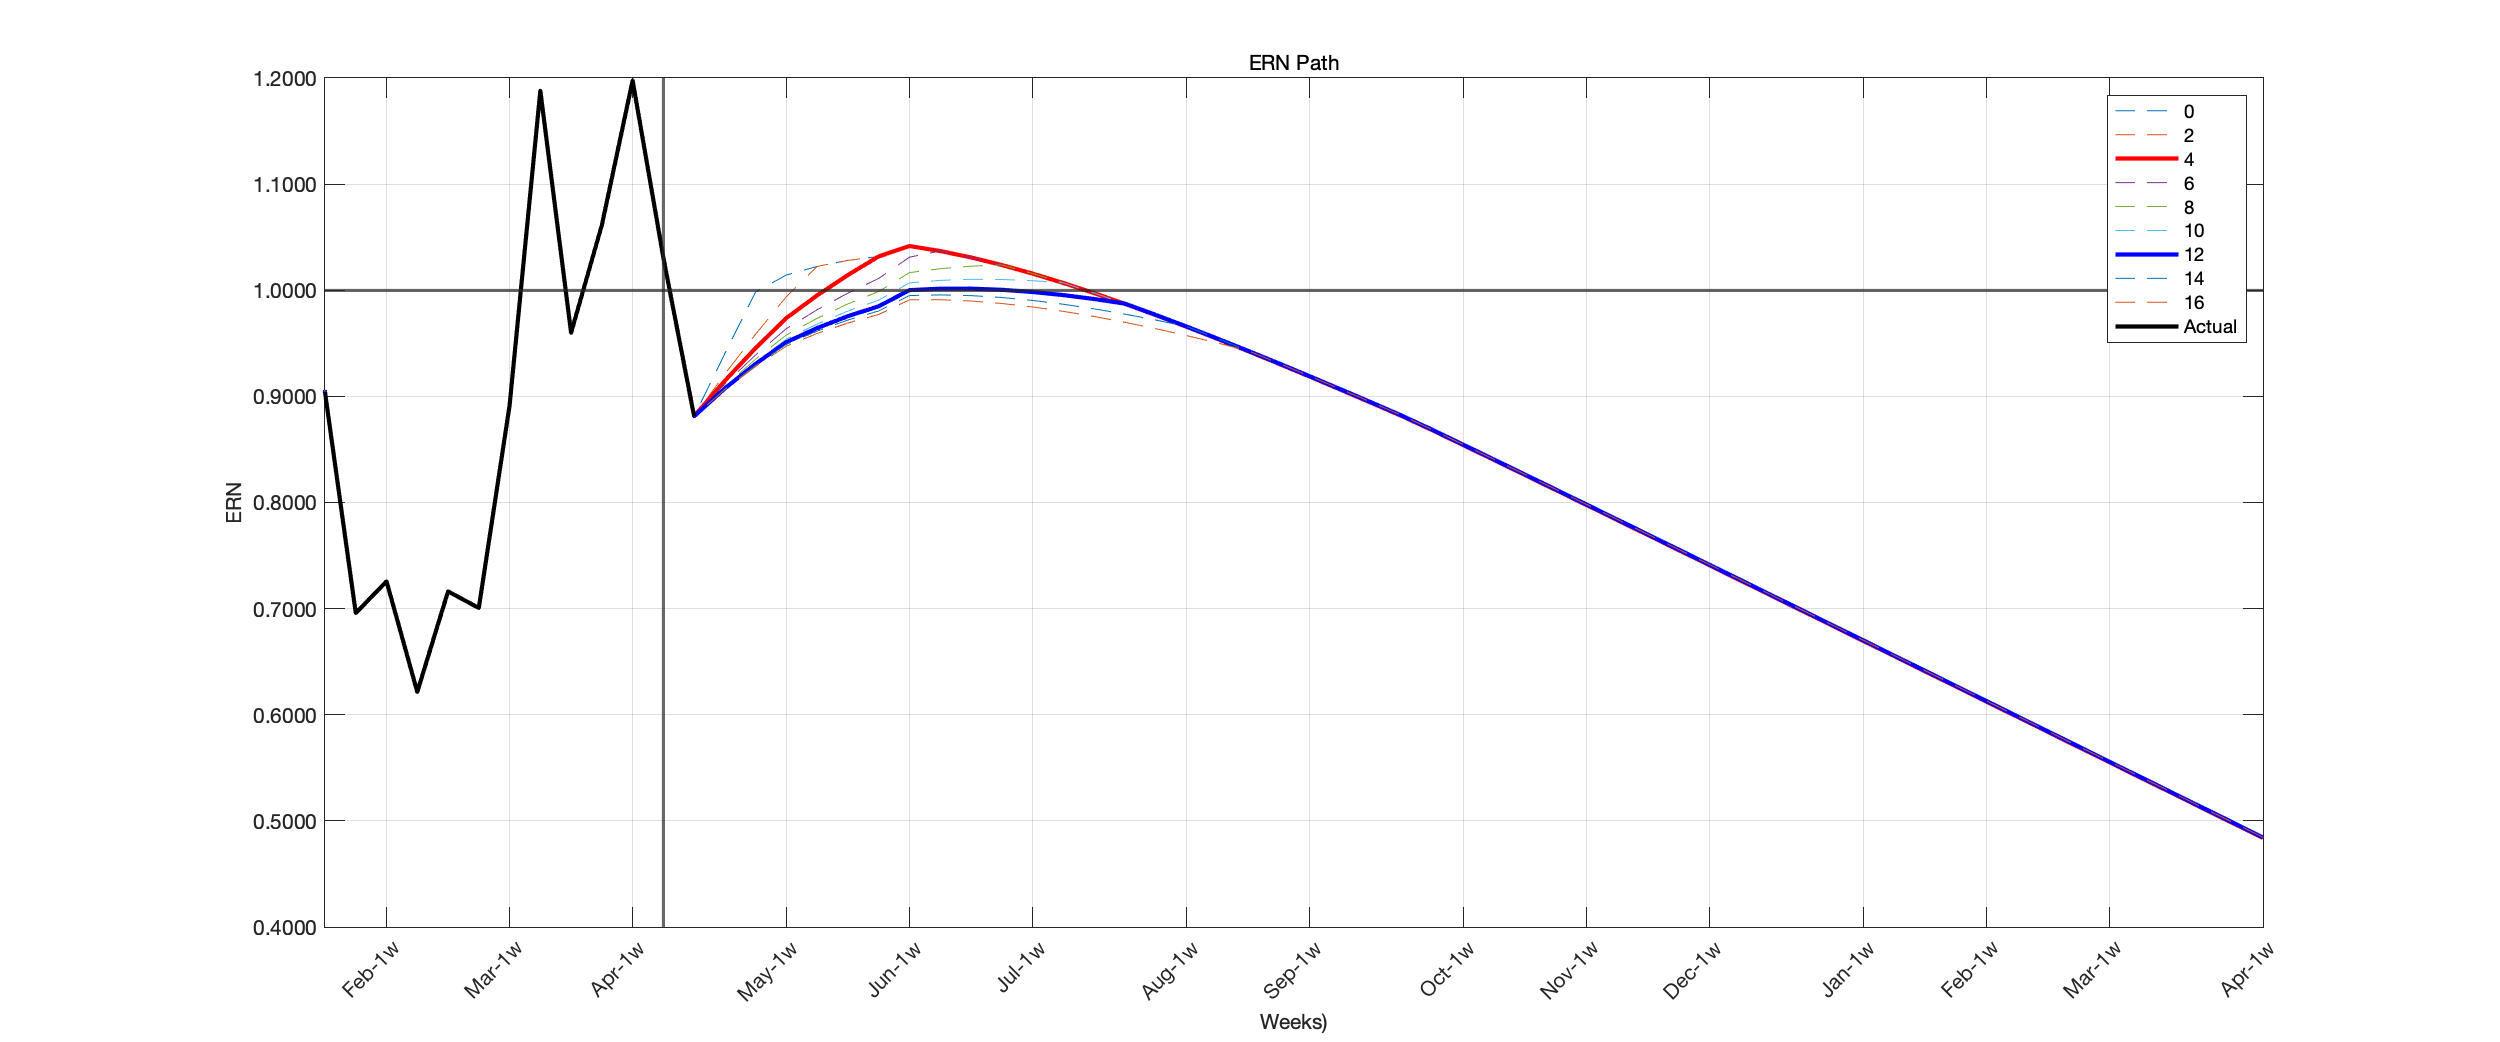 ERN Path
1.2000
1.1000
1.0000
0.9000
0.8000
0.7000
0.6000
0.5000
0.4000
ERN
0
2
4
6
8
10
12
14
16
Actual
Feb-1w
Mar-1w
Apr-1w
May-1w
Jun-1w
Jul-1w
Aug-1w
Sep-1w
Oct-1w
Nov-1w
Dec-1w
Jan-1w
Feb-1w
Mar-1w
Apr-1w
Weeks)